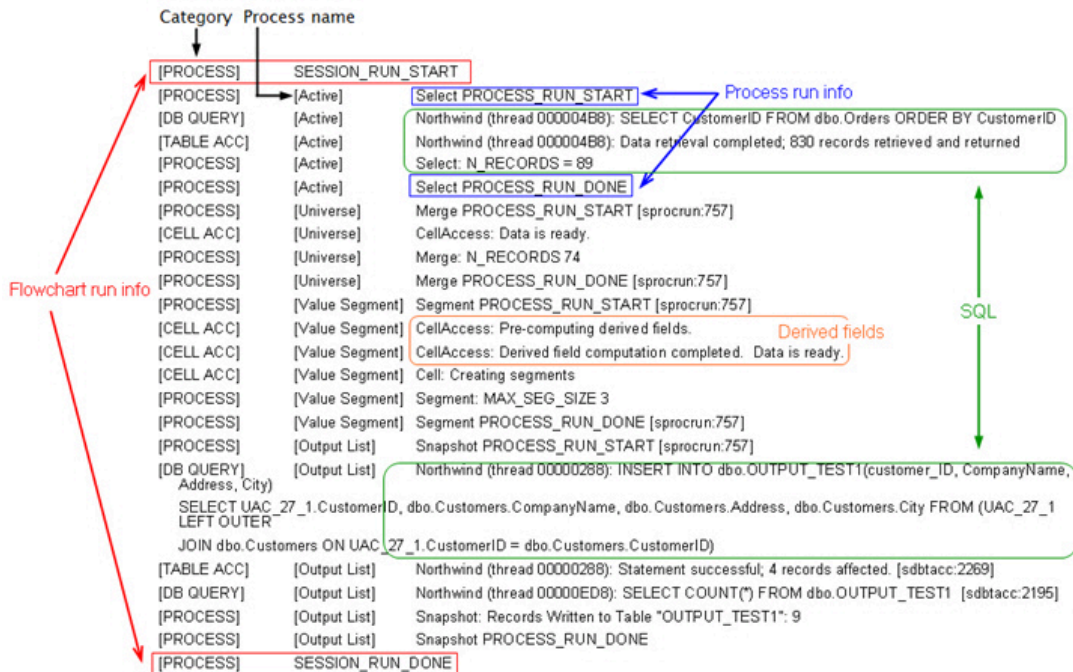 Category Process name
[PROCESS] SESSION_RUN_START
[PROCESS] [Active] Select PROCESS_RUN_START
Process run info
[DB QUERY] [Active] Northwind (thread 000004B8): SELECT CustomerID FROM dbo.Orders ORDER BY CustomerID
[TABLE ACC] [Active] Northwind (thread 000004B8): Data retrieval completed; 830 records retrieved and returned
[PROCESS] [Active] Select: N_RECORDS = 89
[PROCESS] [Active] Select PROCESS_RUN_DONE
[PROCESS] [Universe] Merge PROCESS_RUN_START [sprocrun:757]
[CELL ACC] [Universe] CellAccess: Data is ready.
[PROCESS] [Universe] Merge: N_RECORDS 74
[PROCESS] [Universe] Merge PROCESS_RUN_DONE [sprocrun:757]
Flowchart run info
[PROCESS] [Value Segment] Segment PROCESS_RUN_START [sprocrun:757]
SQL
[CELL ACC] [Value Segment] CellAccess: Pre-computing derived fields.
Derived fields
[CELL ACC] [Value Segment] CellAccess: Derived field computation completed. Data is ready.
[CELL ACC] [Value Segment] Cell: Creating segments
[PROCESS] [Value Segment] Segment: MAX_SEG_SIZE 3
[PROCESS] [Value Segment] Segment PROCESS_RUN_DONE [sprocrun:757]
[PROCESS] [Output List] Snapshot PROCESS_RUN_START [sprocrun:757]
[DB QUERY] [Output List] Northwind (thread 00000288): INSERT INTO dbo.OUTPUT_TEST1(customer_ID, CompanyName,
Address, City)
SELECT UAC_27_1.CustomerID, dbo.Customers.CompanyName, dbo.Customers.Address, dbo.Customers.City FROM (UAC_27_1
LEFT OUTER
JOIN dbo.Customers ON UAC_27_1.CustomerID = dbo.Customers.CustomerID)
[TABLE ACC] [Output List] Northwind (thread 00000288): Statement successful; 4 records affected. [sdbtacc:2269]
[DB QUERY] [Output List] Northwind (thread 00000ED8): SELECT COUNT(*) FROM dbo.OUTPUT_TEST1 [sdbtacc:2195]
[PROCESS] [Output List] Snapshot: Records Written to Table "OUTPUT_TEST1": 9
[PROCESS] [Output List] Snapshot PROCESS_RUN_DONE
[PROCESS] SESSION_RUN_DONE